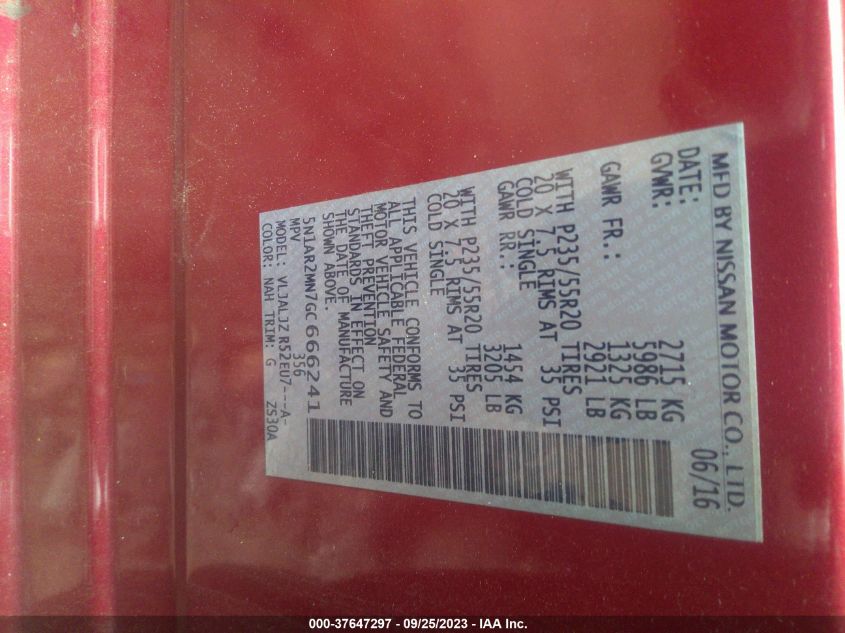 MFD BY NISSAN MOTOR CO., LTD.
DATE: 06/16
GVWR: 2715 KG
5986 LB
GAWR FR.: 1325 KG
2921 LB
WITH P235/55R20 TIRES
20 X 7.5 RIMS AT 35 PSI
COLD SINGLE
GAWR RR.: 1454 KG
3205 LB
WITH P235/55R20 TIRES
20 X 7.5 RIMS AT 35 PSI
COLD SINGLE
THIS VEHICLE CONFORMS TO
ALL APPLICABLE FEDERAL
MOTOR VEHICLE SAFETY AND
THEFT PREVENTION
STANDARDS IN EFFECT ON
THE DATE OF MANUFACTURE
SHOWN ABOVE.
5N1AR2MN7GC666241
MPV 356
MODEL: VLJALJZ R52EU7---A-
COLOR: NAH TRIM: G ZS30A
000-37647297 - 09/25/2023 - IAA Inc.